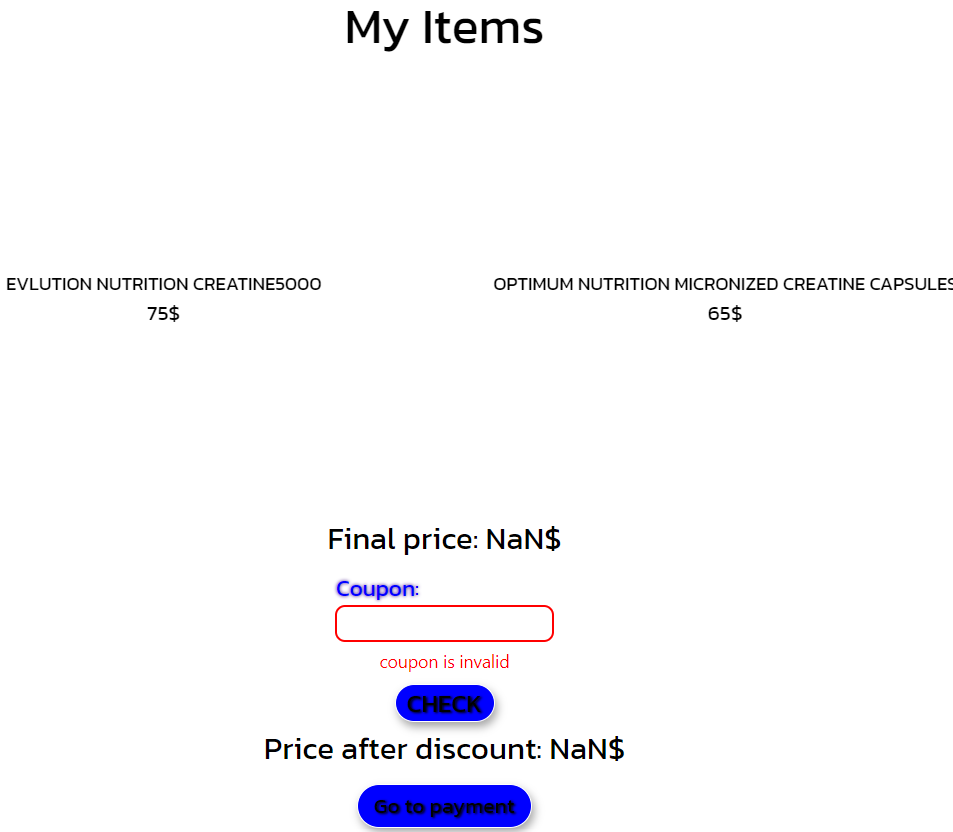 My Items
EVLUTION NUTRITION CREATINE5000
75$
OPTIMUM NUTRITION MICRONIZED CREATINE CAPSULES
65$
Final price: NaN$
Coupon:
coupon is invalid
CHECK
Price after discount: NaN$
Go to payment